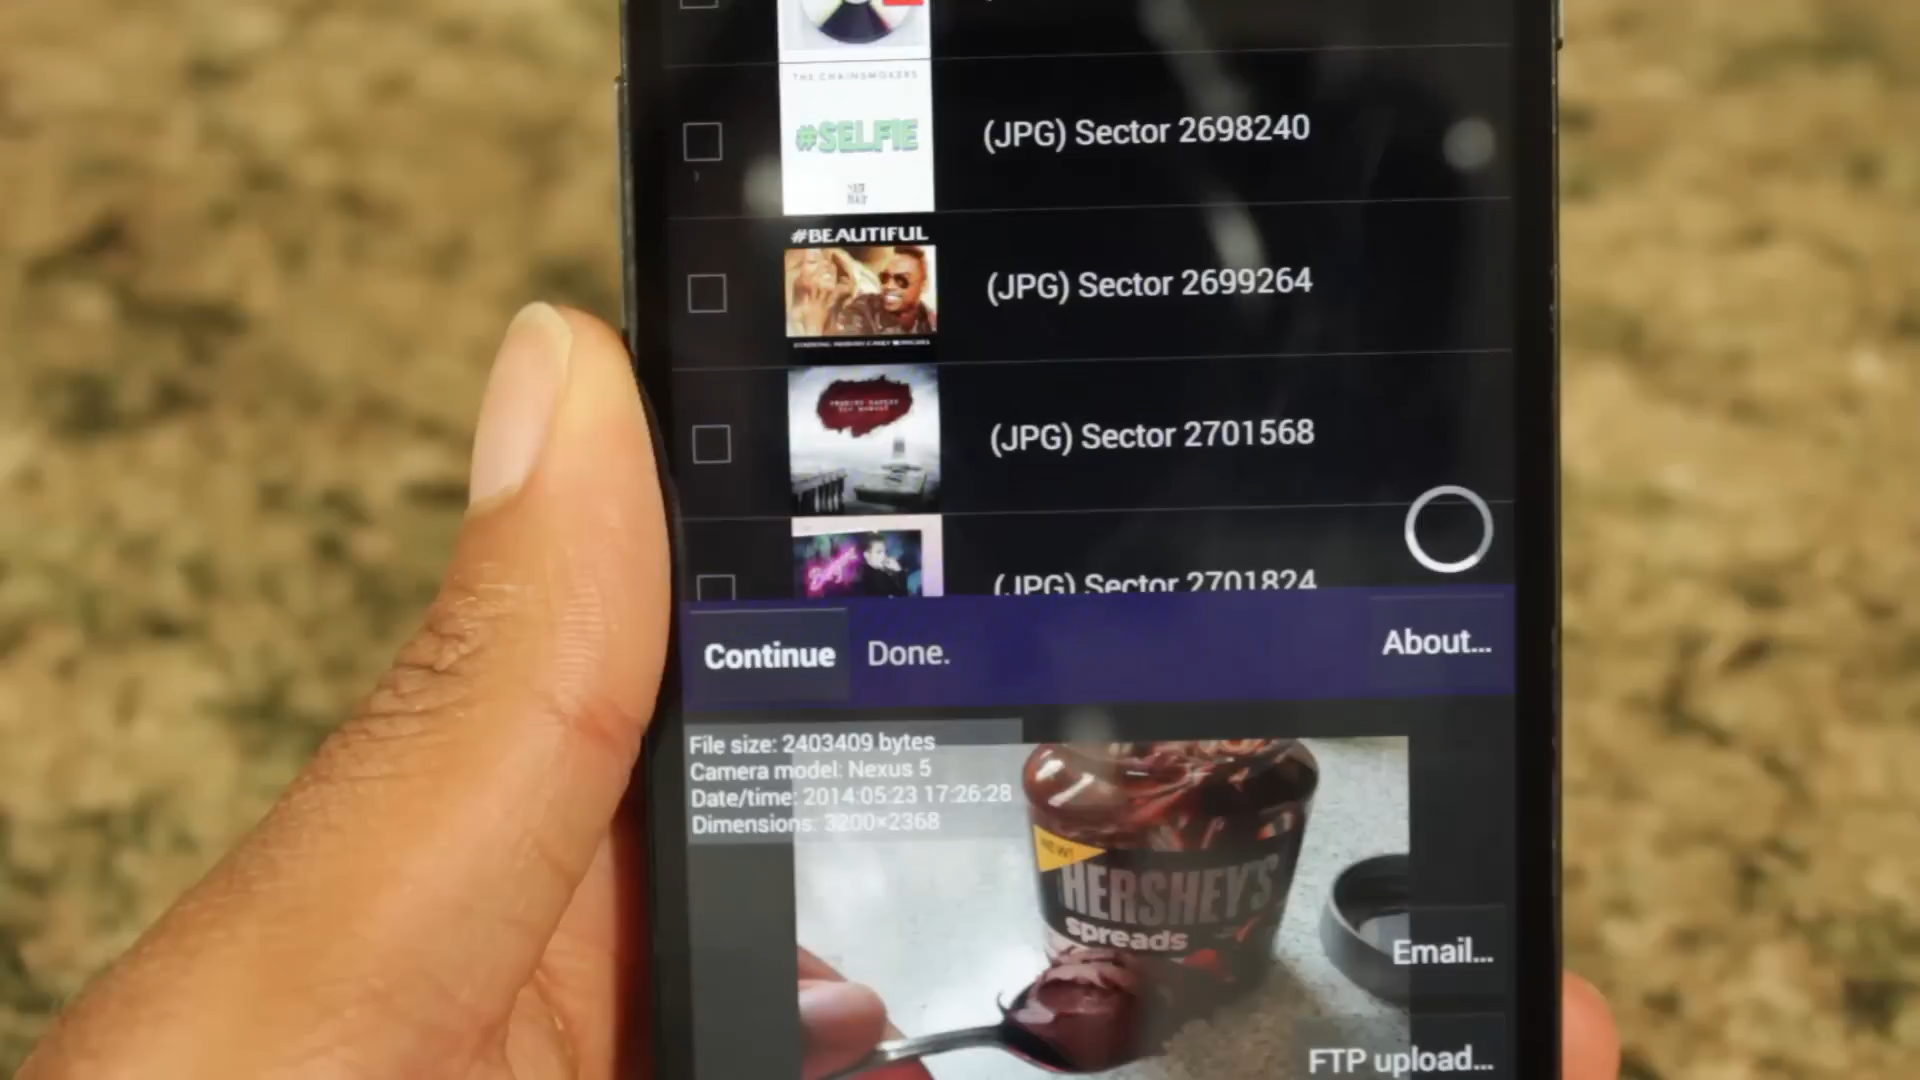 THE CHAINSMOKERS
#SELFIE
(JPG) Sector 2698240
#BEAUTIFUL
(JPG) Sector 2699264
(JPG) Sector 2701568
(JPG) Sector 2701824
Continue
Done.
About...
File size: 2403409 bytes
Camera model: Nexus 5
Date/time: 2014:05:23 17:26:28
Dimensions: 3200×2368
NEW!
HERSHEY'S
spreads
Email...
FTP upload...